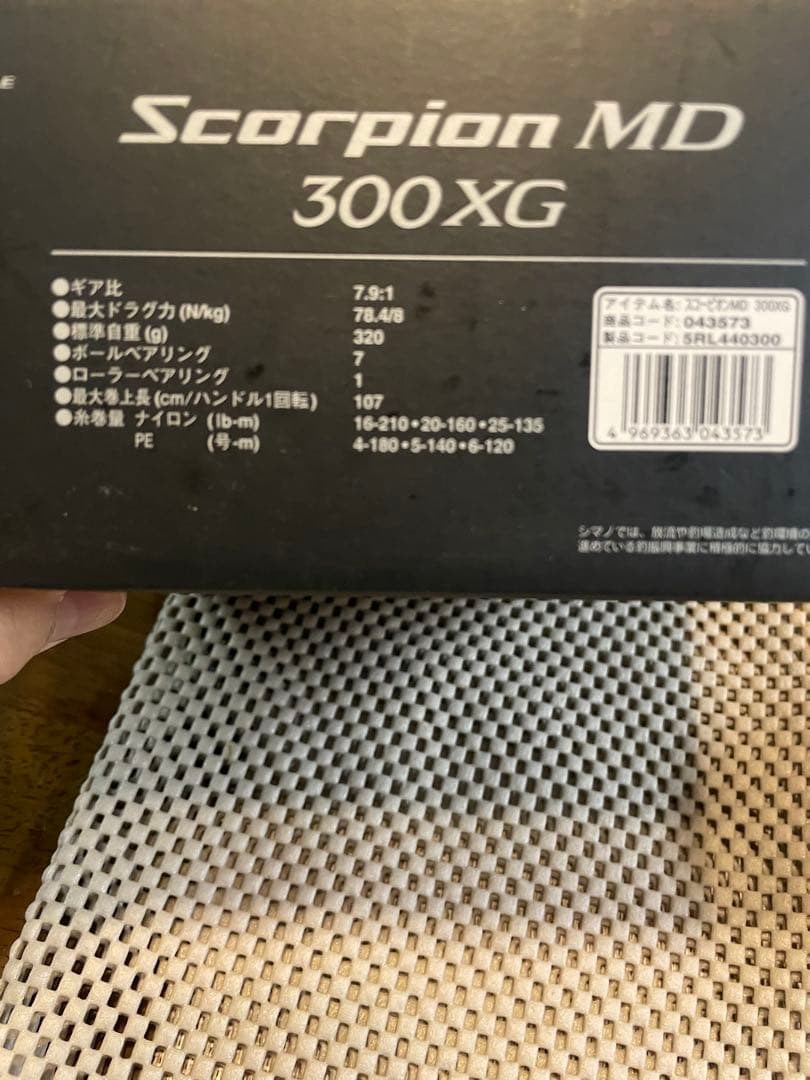 E
Scorpion MD
300XG
●ギア比 7.9:1
●最大ドラグ力(N/kg) 78.4/8
●標準自重(g) 320
●ボールベアリング 7
●ローラーベアリング 1
●最大巻上長(cm/ハンドル1回転) 107
●糸巻量 ナイロン (lb-m) 16-210•20-160•25-135
PE (号-m) 4-180•5-140•6-120
アイテム名: スコーピオンMD 300XG
商品コード: 043573
製品コード: 5RL440300
4 969363 043573
シマノでは、放流や釣場造成など釣環境の
進めている釣振興事業に積極的に協力してい